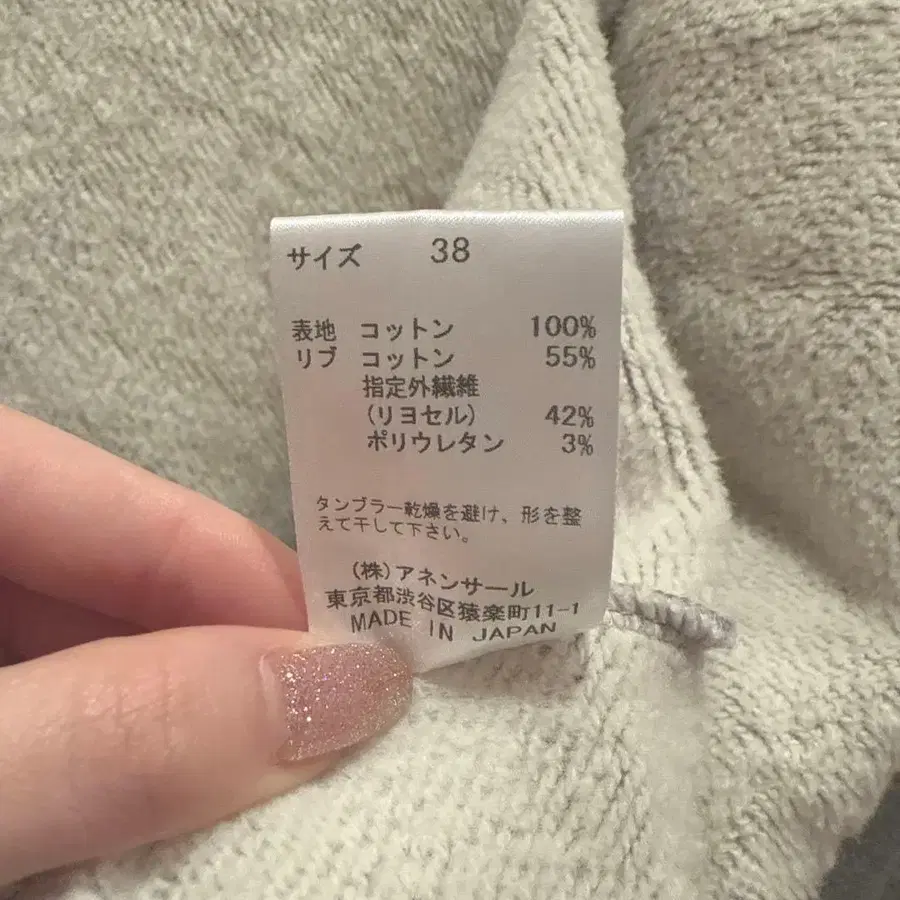 サイズ 38
表地 コットン 100%
リブ コットン 55%
指定外繊維
(リヨセル) 42%
ポリウレタン 3%
タンブラー乾燥を避け、形を整
えて干して下さい。
(株)アネンサール
東京都渋谷区猿楽町11-1
MADE IN JAPAN